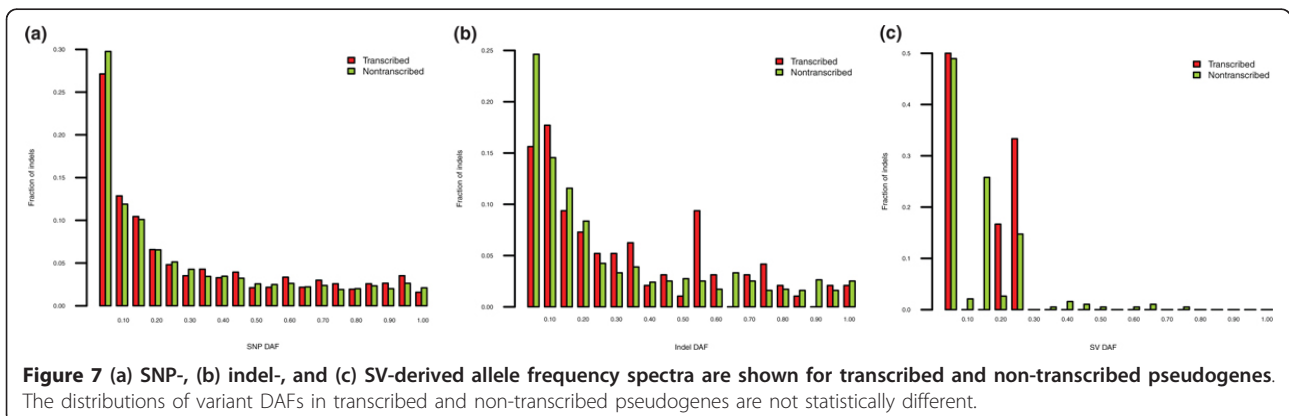 (a)
0.30
0.25
0.20
0.15
0.10
0.05
0.00
Fraction of indels
Transcribed
Nontranscribed
0.10 0.20 0.30 0.40 0.50 0.60 0.70 0.80 0.90 1.00
SNP DAF
(b)
0.25
0.20
0.15
0.10
0.05
0.00
Fraction of indels
Transcribed
Nontranscribed
0.10 0.20 0.30 0.40 0.50 0.60 0.70 0.80 0.90 1.00
Indel DAF
(c)
0.5
0.4
0.3
0.2
0.1
0.0
Fraction of indels
Transcribed
Nontranscribed
0.10 0.20 0.30 0.40 0.50 0.60 0.70 0.80 0.90 1.00
SV DAF
Figure 7 (a) SNP-, (b) indel-, and (c) SV-derived allele frequency spectra are shown for transcribed and non-transcribed pseudogenes.
The distributions of variant DAFs in transcribed and non-transcribed pseudogenes are not statistically different.